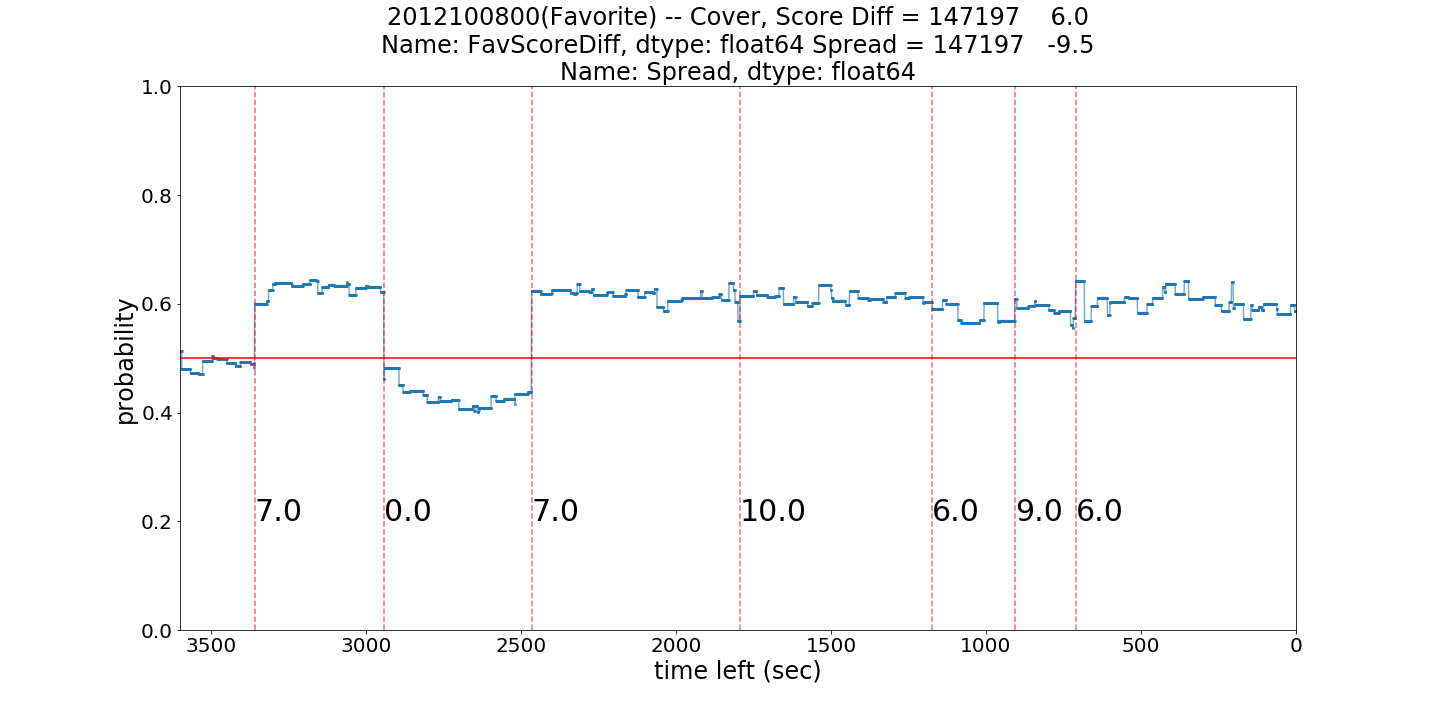 2012100800(Favorite) -- Cover, Score Diff = 147197    6.0
Name: FavScoreDiff, dtype: float64 Spread = 147197   -9.5
Name: Spread, dtype: float64
1.0
0.8
0.6
0.4
0.2
0.0
probability
7.0 0.0 7.0 10.0 6.0 9.0 6.0
3500 3000 2500 2000 1500 1000 500 0
time left (sec)